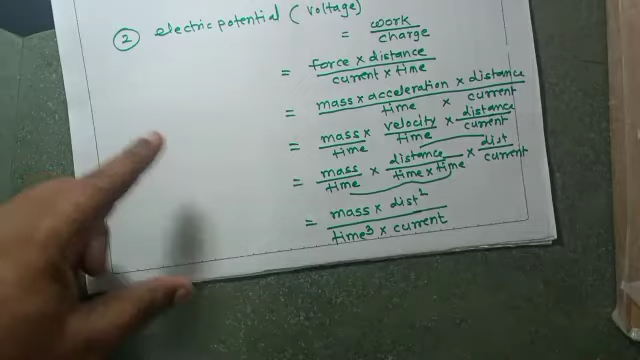 2 electric potential (voltage)
= work / charge
= force × distance / current × time
= mass × acceleration × distance / time × current
= mass / time × velocity / time × distance / current
= mass / time × distance / time × time × dist / current
= mass × dist² / time³ × current